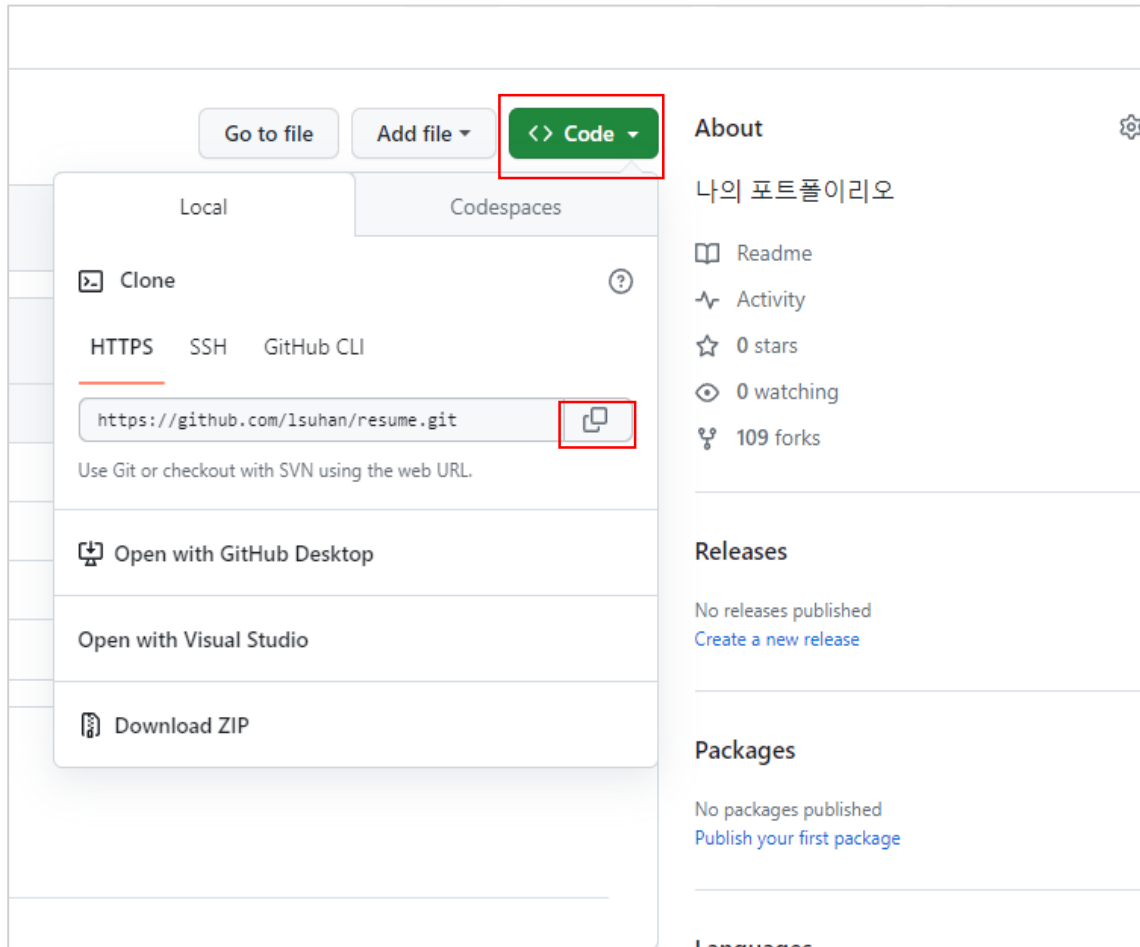 Go to file
Add file
Code
Local
Codespaces
Clone
HTTPS
SSH
GitHub CLI
https://github.com/lsuhan/resume.git
Use Git or checkout with SVN using the web URL.
Open with GitHub Desktop
Open with Visual Studio
Download ZIP
About
나의 포트폴이리오
Readme
Activity
0 stars
0 watching
109 forks
Releases
No releases published
Create a new release
Packages
No packages published
Publish your first package
Languages